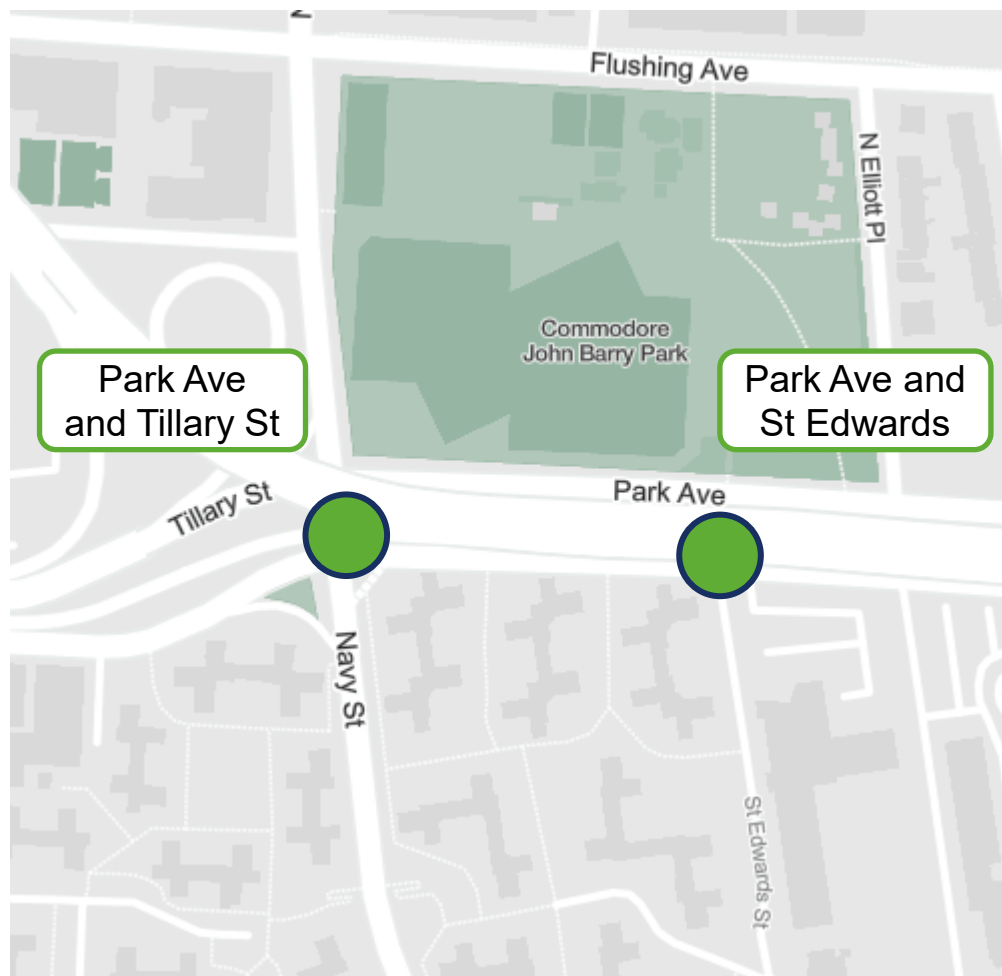 Flushing Ave
N Elliott Pl
Commodore
John Barry Park
Park Ave
and Tillary St
Park Ave and
St Edwards
Park Ave
Tillary St
Navy St
St Edwards St